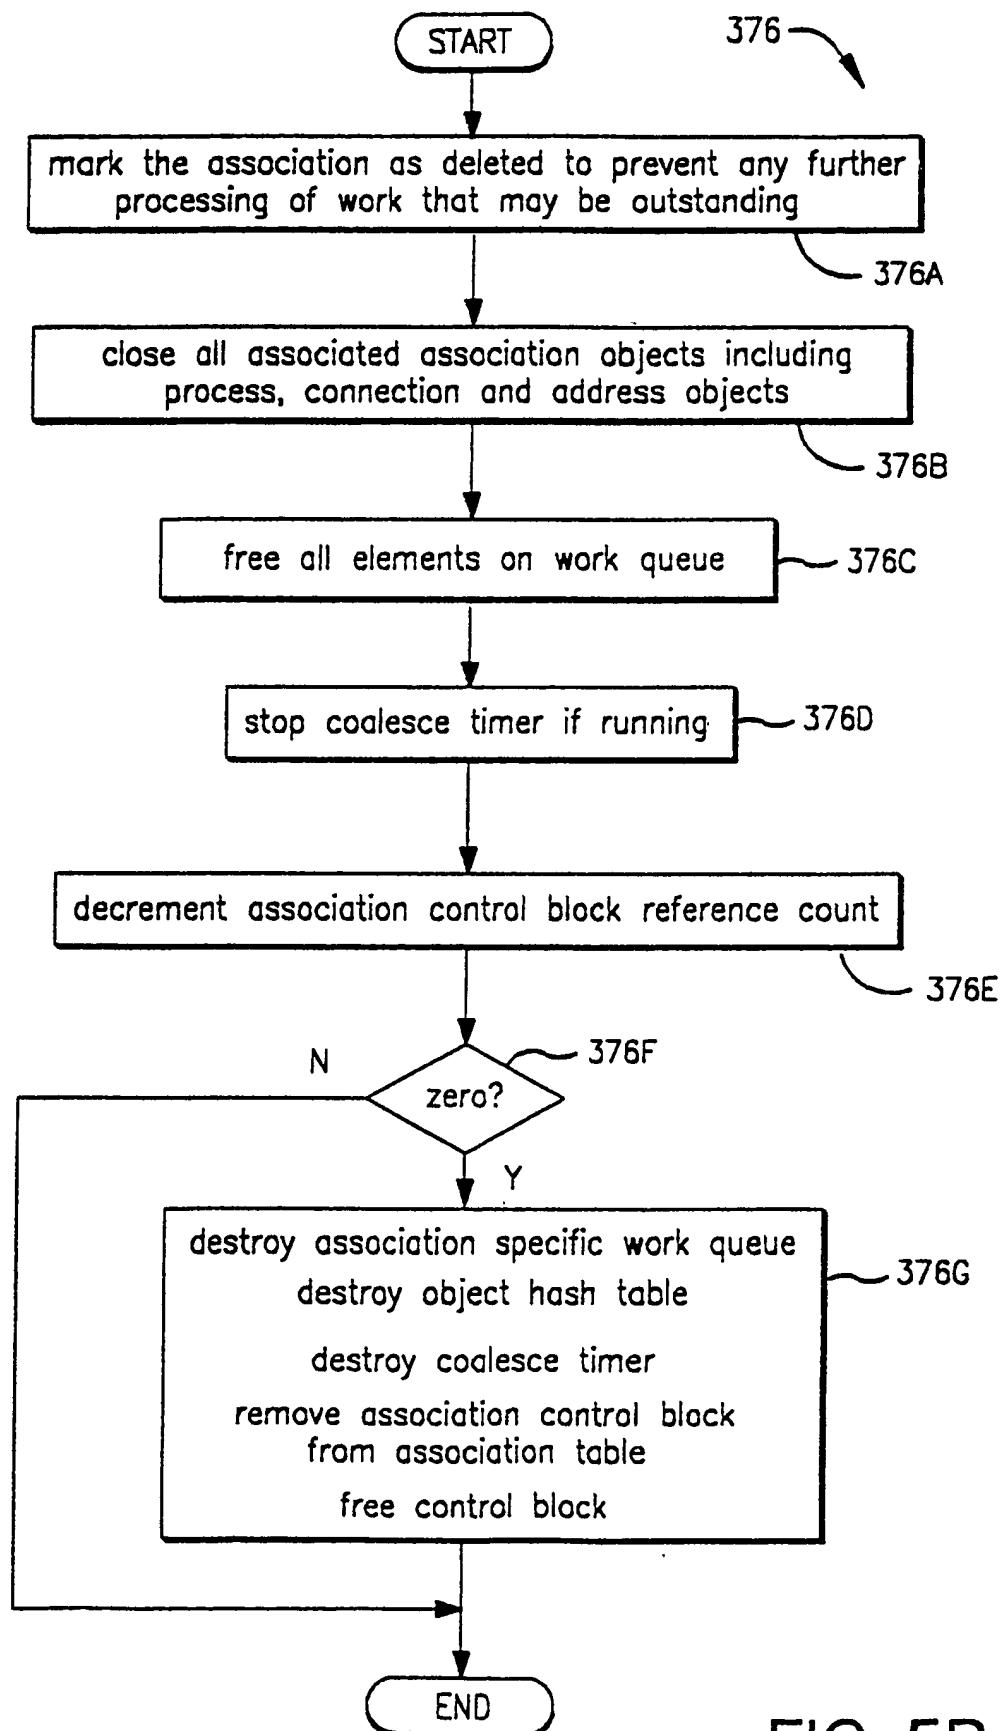 START
376
mark the association as deleted to prevent any further
processing of work that may be outstanding
376A
close all associated association objects including
process, connection and address objects
376B
free all elements on work queue
376C
stop coalesce timer if running
376D
decrement association control block reference count
376E
376F
N
zero?
Y
destroy association specific work queue
destroy object hash table
destroy coalesce timer
remove association control block
from association table
free control block
376G
END